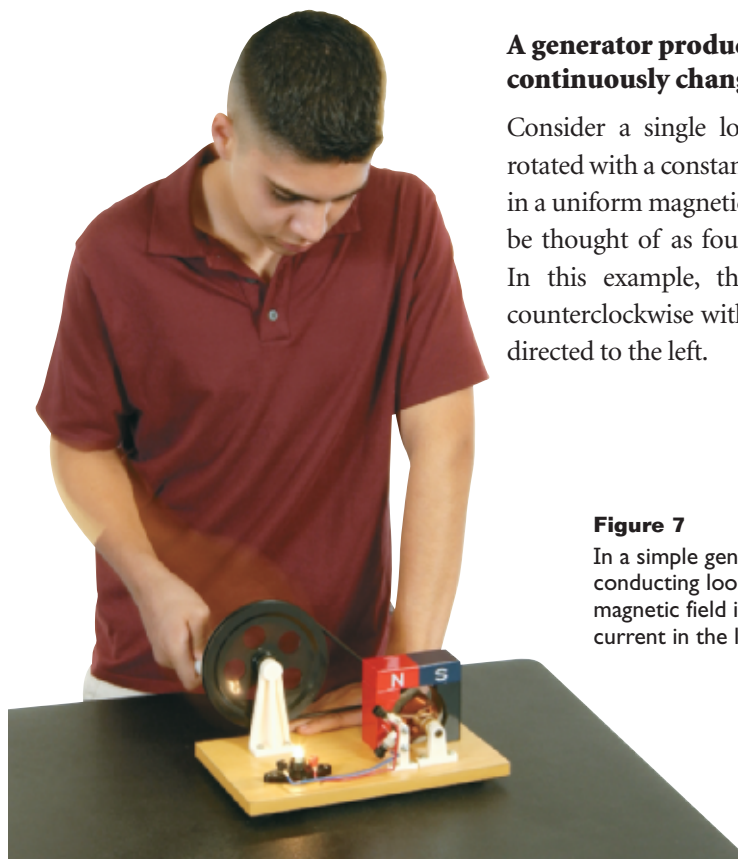 A generator produc
continuously chang
Consider a single lo
rotated with a constan
in a uniform magnetic
be thought of as fou
In this example, th
counterclockwise with
directed to the left.
Figure 7
In a simple gen
conducting loo
magnetic field i
current in the l
N S